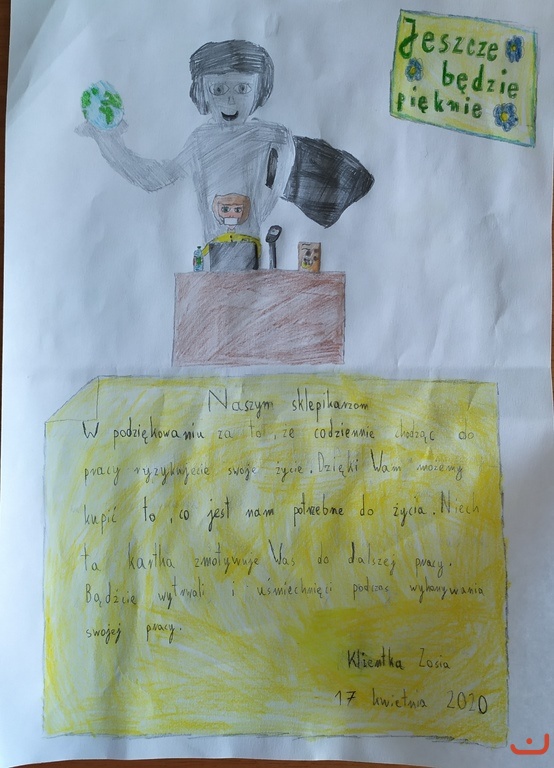 Jeszcze
będzie
pięknie
Naszym sklepikarzom
W podziękowaniu za to, że codziennie chodząc do
pracy ryzykujecie swoje życie. Dzięki Wam możemy
kupić to, co jest nam potrzebne do życia. Niech
ta kartka zmotywuje Was do dalszej pracy.
Bądźcie wytrwali i uśmiechnięci podczas wykonywania
swojej pracy.
Klientka Zosia
17 kwietnia 2020